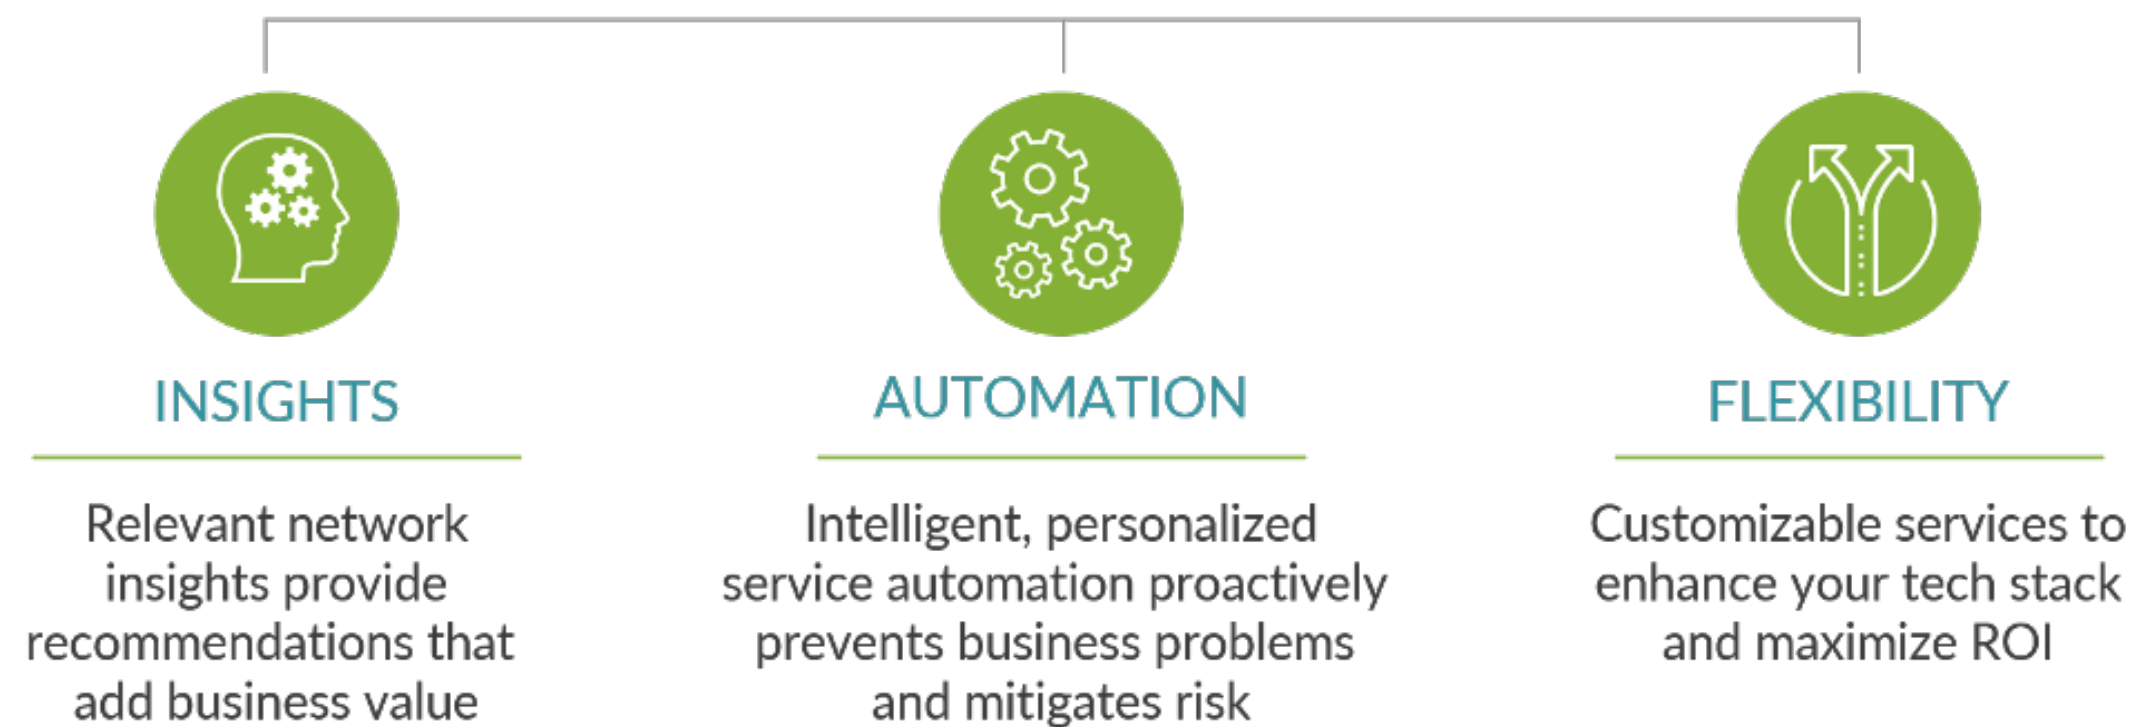 INSIGHTS
Relevant network
insights provide
recommendations that
add business value
AUTOMATION
Intelligent, personalized
service automation proactively
prevents business problems
and mitigates risk
FLEXIBILITY
Customizable services to
enhance your tech stack
and maximize ROI